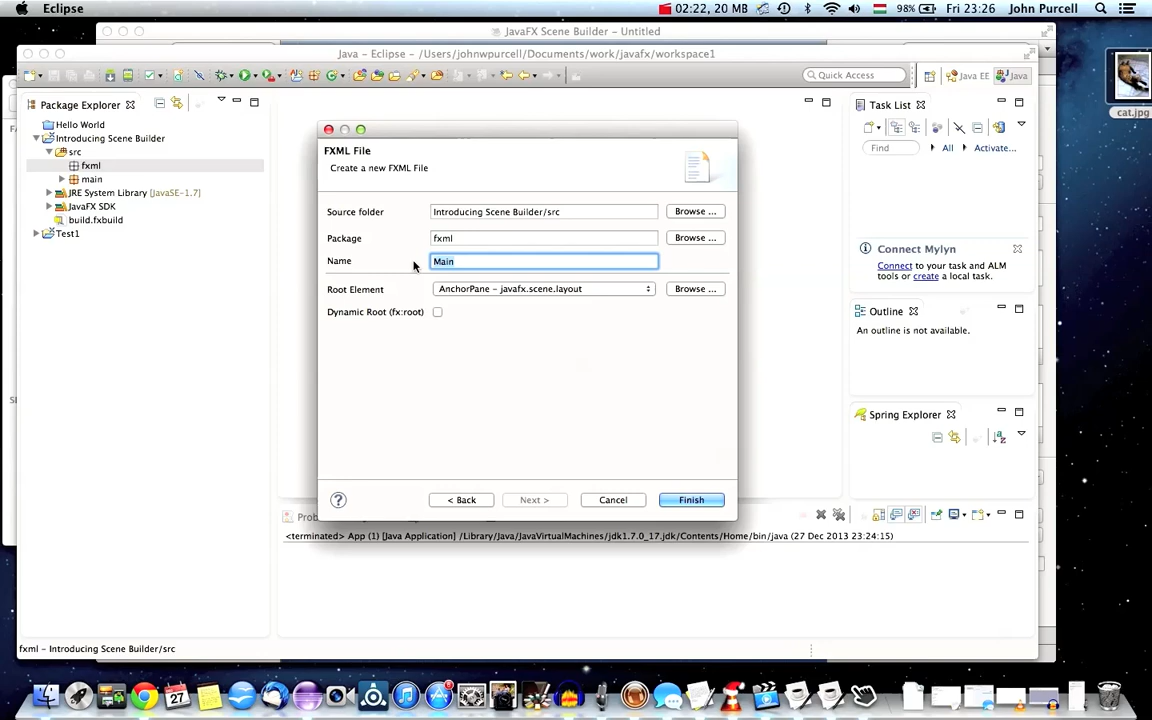 Eclipse
02:22, 20 MB
98%
Fri 23:26
John Purcell
JavaFX Scene Builder – Untitled
Java – Eclipse – /Users/johnwpurcell/Documents/work/javafx/workspace1
Quick Access
Java EE
Java
Package Explorer
Hello World
Introducing Scene Builder
src
fxml
main
JRE System Library [JavaSE-1.7]
JavaFX SDK
build.fxbuild
Test1
FXML File
Create a new FXML File
Source folder
Introducing Scene Builder/src
Browse ...
Package
fxml
Browse ...
Name
Main
Root Element
AnchorPane – javafx.scene.layout
Browse ...
Dynamic Root (fx:root)
?
< Back
Next >
Cancel
Finish
Task List
Find
All
Activate...
Connect Mylyn
Connect to your task and ALM
tools or create a local task.
Outline
An outline is not available.
Spring Explorer
<terminated> App (1) [Java Application] /Library/Java/JavaVirtualMachines/jdk1.7.0_17.jdk/Contents/Home/bin/java (27 Dec 2013 23:24:15)
fxml – Introducing Scene Builder/src
cat.jpg
27